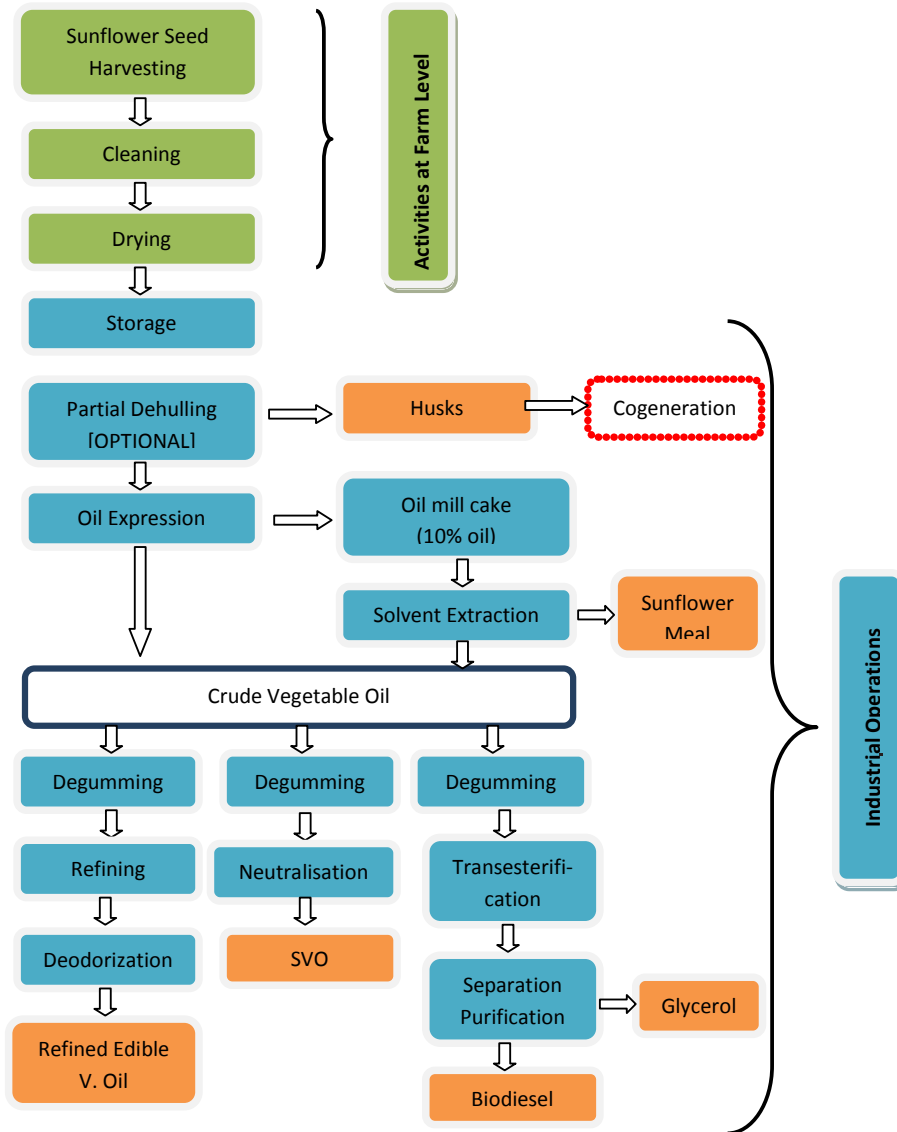 Sunflower Seed
Harvesting
Activities at Farm Level
Cleaning
Drying
Storage
Partial Dehulling
[OPTIONAL]
Husks
Cogeneration
Oil Expression
Oil mill cake
(10% oil)
Solvent Extraction
Sunflower
Meal
Industrial Operations
Crude Vegetable Oil
Degumming
Degumming
Degumming
Refining
Neutralisation
Transesterifi-
cation
Deodorization
SVO
Separation
Purification
Glycerol
Refined Edible
V. Oil
Biodiesel